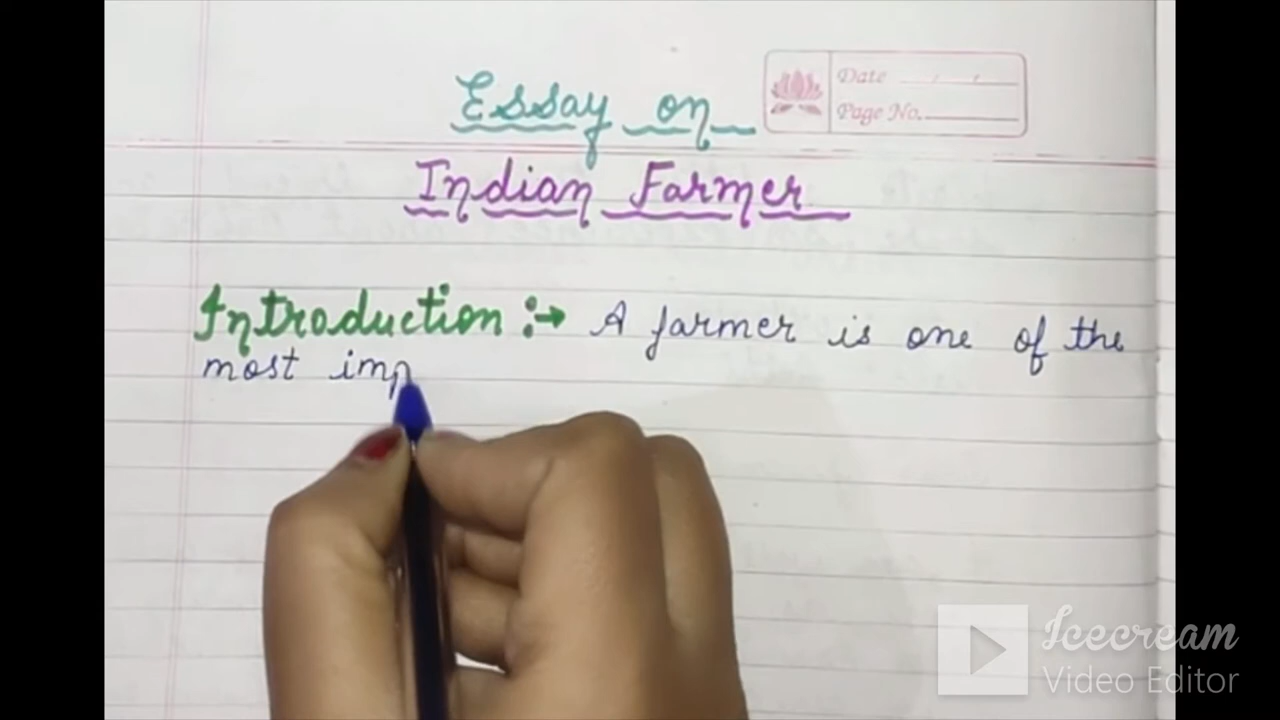 Essay on
Date
Page No.
Indian Farmer
Introduction :→ A farmer is one of the
most imp
Icecream
Video Editor